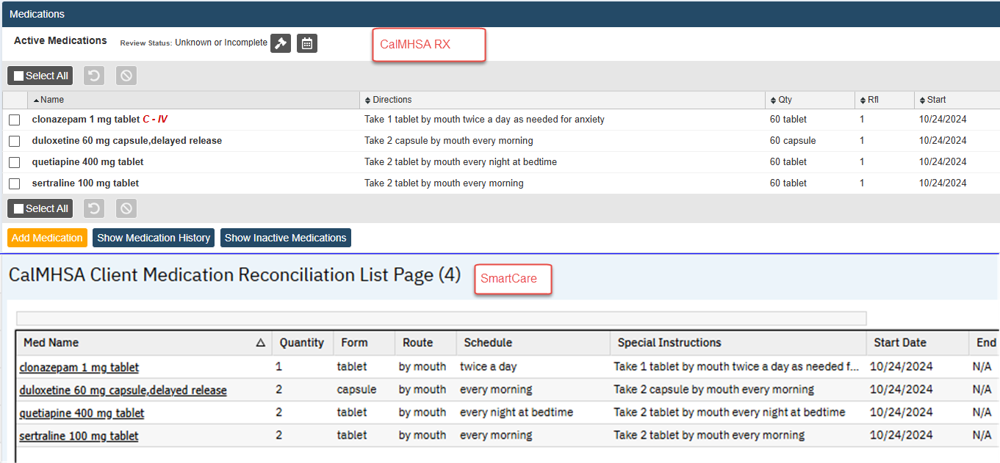 Medications
Active Medications Review Status: Unknown or Incomplete CalMHSA RX
Select All
Name Directions Qty Rfl Start
clonazepam 1 mg tablet C - IV Take 1 tablet by mouth twice a day as needed for anxiety 60 tablet 1 10/24/2024
duloxetine 60 mg capsule,delayed release Take 2 capsule by mouth every morning 60 capsule 1 10/24/2024
quetiapine 400 mg tablet Take 2 tablet by mouth every night at bedtime 60 tablet 1 10/24/2024
sertraline 100 mg tablet Take 2 tablet by mouth every morning 60 tablet 1 10/24/2024
Select All
Add Medication Show Medication History Show Inactive Medications
CalMHSA Client Medication Reconciliation List Page (4) SmartCare
Med Name Quantity Form Route Schedule Special Instructions Start Date End
clonazepam 1 mg tablet 1 tablet by mouth twice a day Take 1 tablet by mouth twice a day as needed f... 10/24/2024 N/A
duloxetine 60 mg capsule,delayed release 2 capsule by mouth every morning Take 2 capsule by mouth every morning 10/24/2024 N/A
quetiapine 400 mg tablet 2 tablet by mouth every night at bedtime Take 2 tablet by mouth every night at bedtime 10/24/2024 N/A
sertraline 100 mg tablet 2 tablet by mouth every morning Take 2 tablet by mouth every morning 10/24/2024 N/A